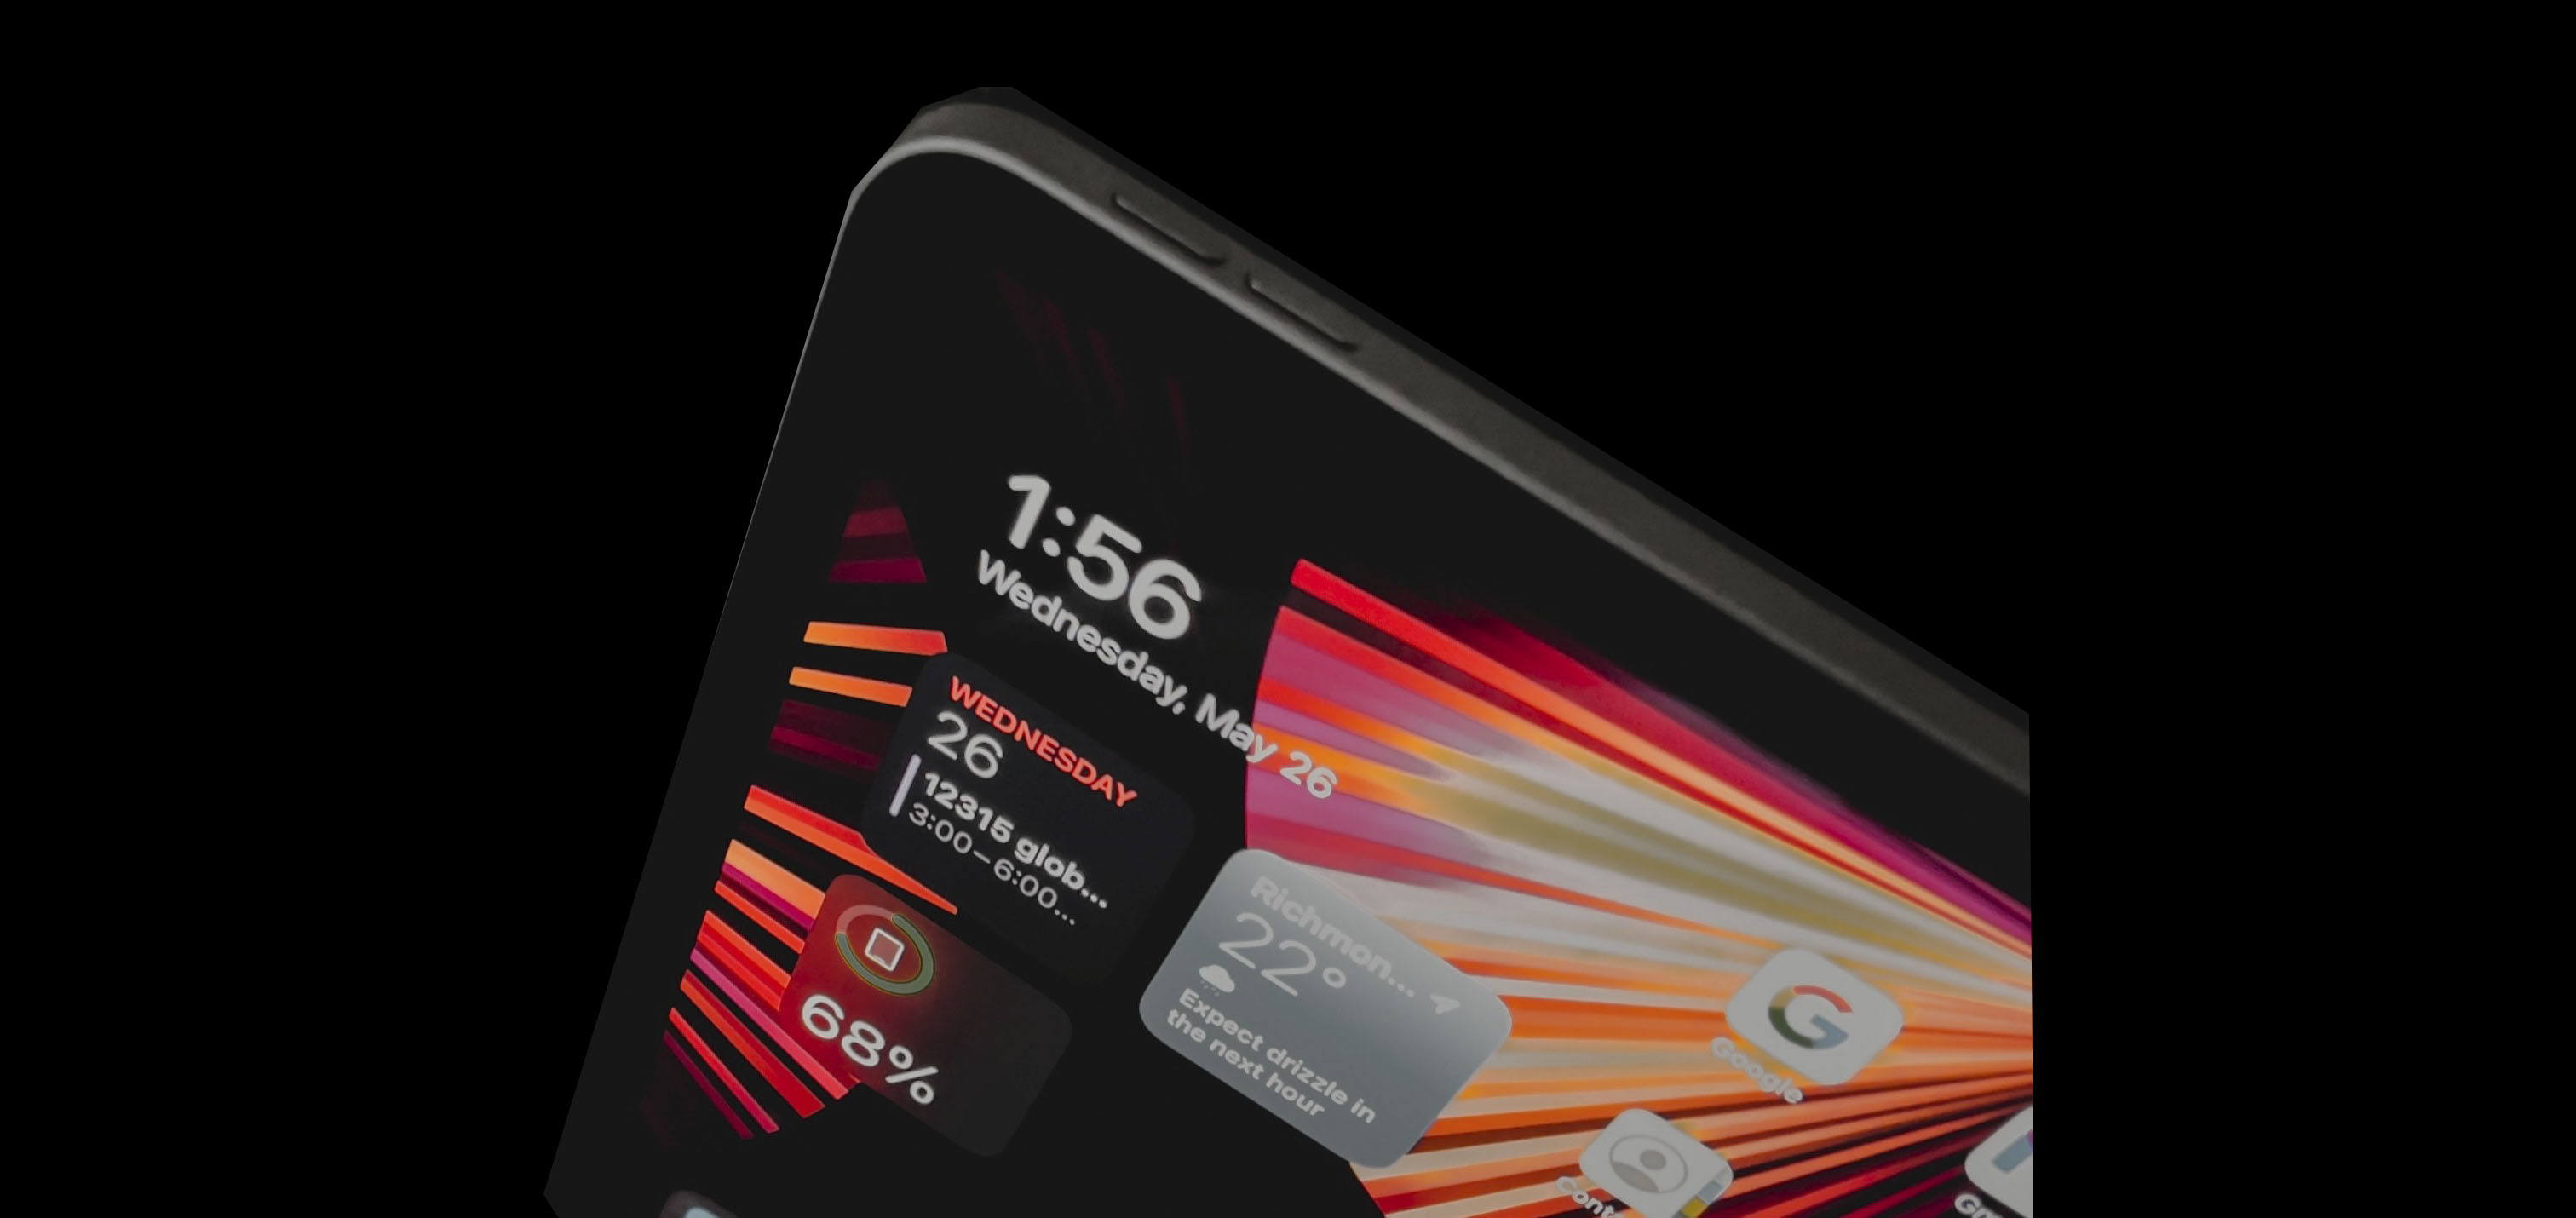 1:56
Wednesday, May 26
WEDNESDAY
26
12315 glob...
3:00–6:00...
68%
Richmon...
22°
Expect drizzle in
the next hour
G
Google